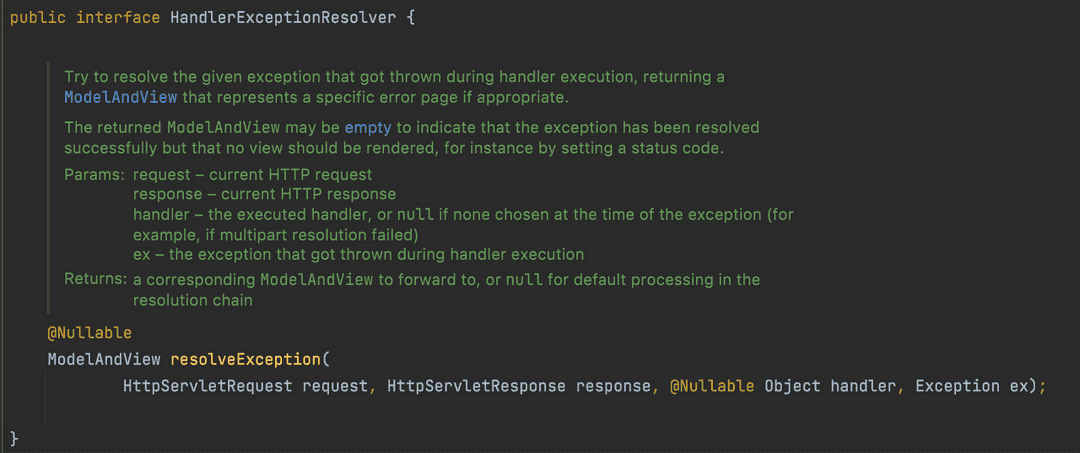 public interface HandlerExceptionResolver {
Try to resolve the given exception that got thrown during handler execution, returning a
ModelAndView that represents a specific error page if appropriate.
The returned ModelAndView may be empty to indicate that the exception has been resolved
successfully but that no view should be rendered, for instance by setting a status code.
Params: request – current HTTP request
response – current HTTP response
handler – the executed handler, or null if none chosen at the time of the exception (for
example, if multipart resolution failed)
ex – the exception that got thrown during handler execution
Returns: a corresponding ModelAndView to forward to, or null for default processing in the
resolution chain
@Nullable
ModelAndView resolveException(
HttpServletRequest request, HttpServletResponse response, @Nullable Object handler, Exception ex);
}